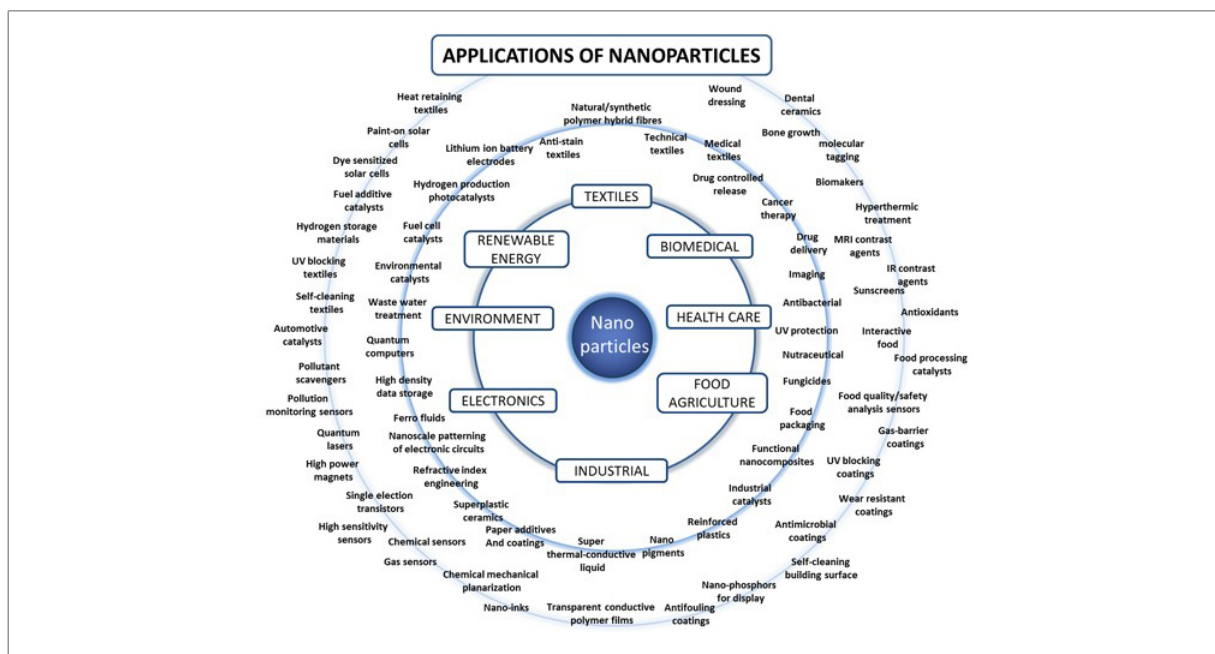 APPLICATIONS OF NANOPARTICLES
Wound
dressing
Heat retaining
textiles
Dental
ceramics
Natural/synthetic
polymer hybrid fibres
Paint-on solar
cells
Lithium ion battery
electrodes
Anti-stain
textiles
Technical
textiles
Medical
textiles
Bone growth
molecular
tagging
Dye sensitized
solar cells
Hydrogen production
photocatalysts
Drug controlled
release
Biomakers
Fuel additive
catalysts
TEXTILES
Cancer
therapy
Hyperthermic
treatment
Hydrogen storage
materials
Fuel cell
catalysts
RENEWABLE
ENERGY
BIOMEDICAL
Drug
delivery
MRI contrast
agents
UV blocking
textiles
Environmental
catalysts
Imaging
IR contrast
agents
Sunscreens
Self-cleaning
textiles
Waste water
treatment
ENVIRONMENT
Nano
particles
HEALTH CARE
Antibacterial
Antioxidants
Automotive
catalysts
Quantum
computers
UV protection
Interactive
food
Nutraceutical
Food processing
catalysts
Pollutant
scavengers
High density
data storage
FOOD
AGRICULTURE
Fungicides
Pollution
monitoring sensors
ELECTRONICS
Food quality/safety
analysis sensors
Ferro fluids
Food
packaging
Quantum
lasers
Nanoscale patterning
of electronic circuits
Gas-barrier
coatings
Functional
nanocomposites
High power
magnets
Refractive index
engineering
INDUSTRIAL
UV blocking
coatings
Single election
transistors
Superplastic
ceramics
Industrial
catalysts
Wear resistant
coatings
High sensitivity
sensors
Chemical sensors
Paper additives
And coatings
Super
thermal-conductive
liquid
Nano
pigments
Reinforced
plastics
Antimicrobial
coatings
Gas sensors
Chemical mechanical
planarization
Self-cleaning
building surface
Nano-phosphors
for display
Nano-inks
Transparent conductive
polymer films
Antifouling
coatings